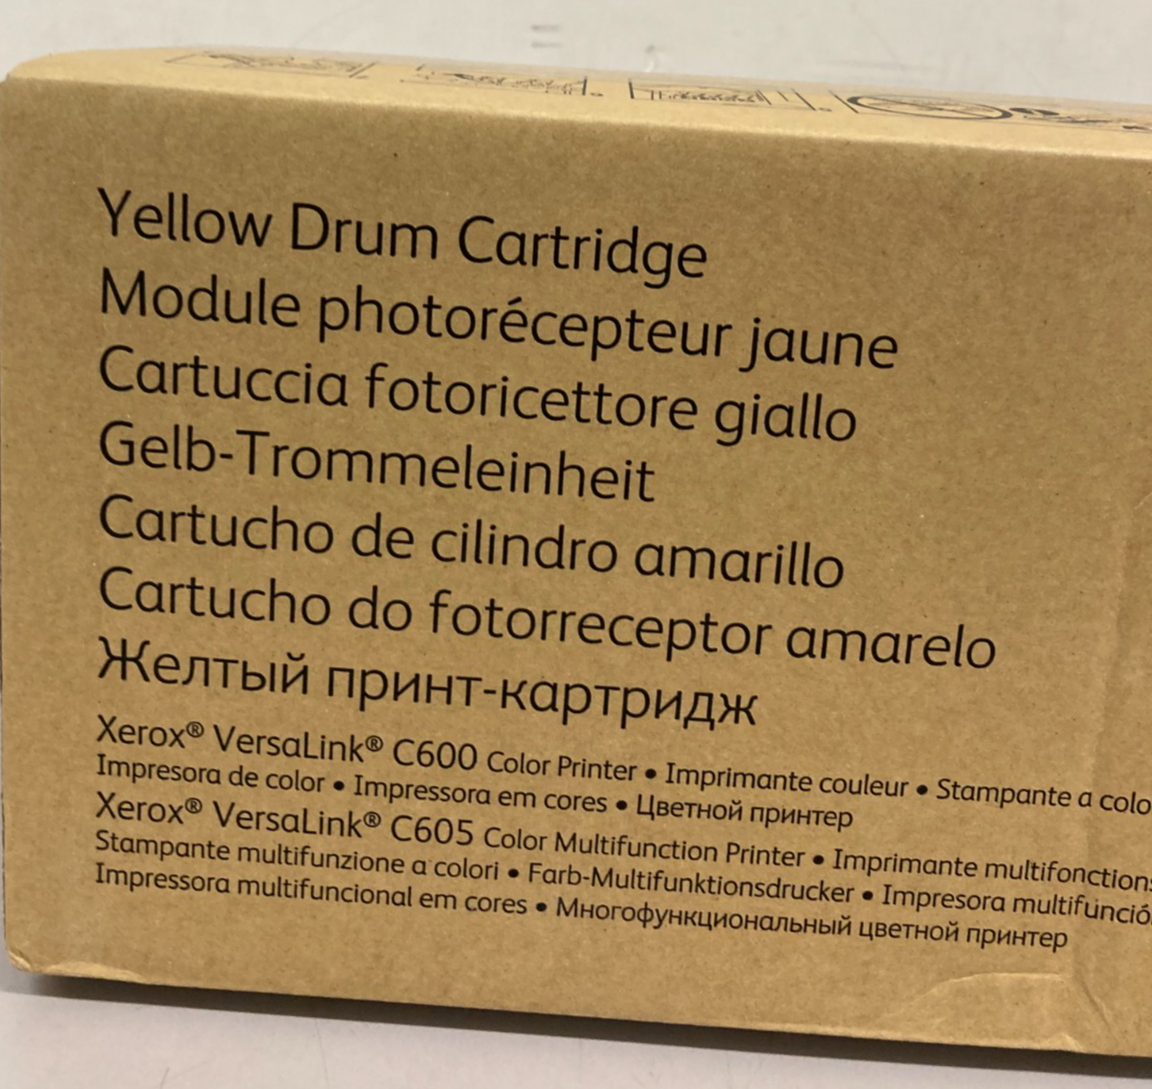 Yellow Drum Cartridge
Module photorécepteur jaune
Cartuccia fotoricettore giallo
Gelb-Trommeleinheit
Cartucho de cilindro amarillo
Cartucho do fotorreceptor amarelo
Желтый принт-картридж
Xerox® VersaLink® C600 Color Printer • Imprimante couleur • Stampante a colo
Impresora de color • Impressora em cores • Цветной принтер
Xerox® VersaLink® C605 Color Multifunction Printer • Imprimante multifonctions
Stampante multifunzione a colori • Farb-Multifunktionsdrucker • Impresora multifunció
Impressora multifuncional em cores • Многофункциональный цветной принтер